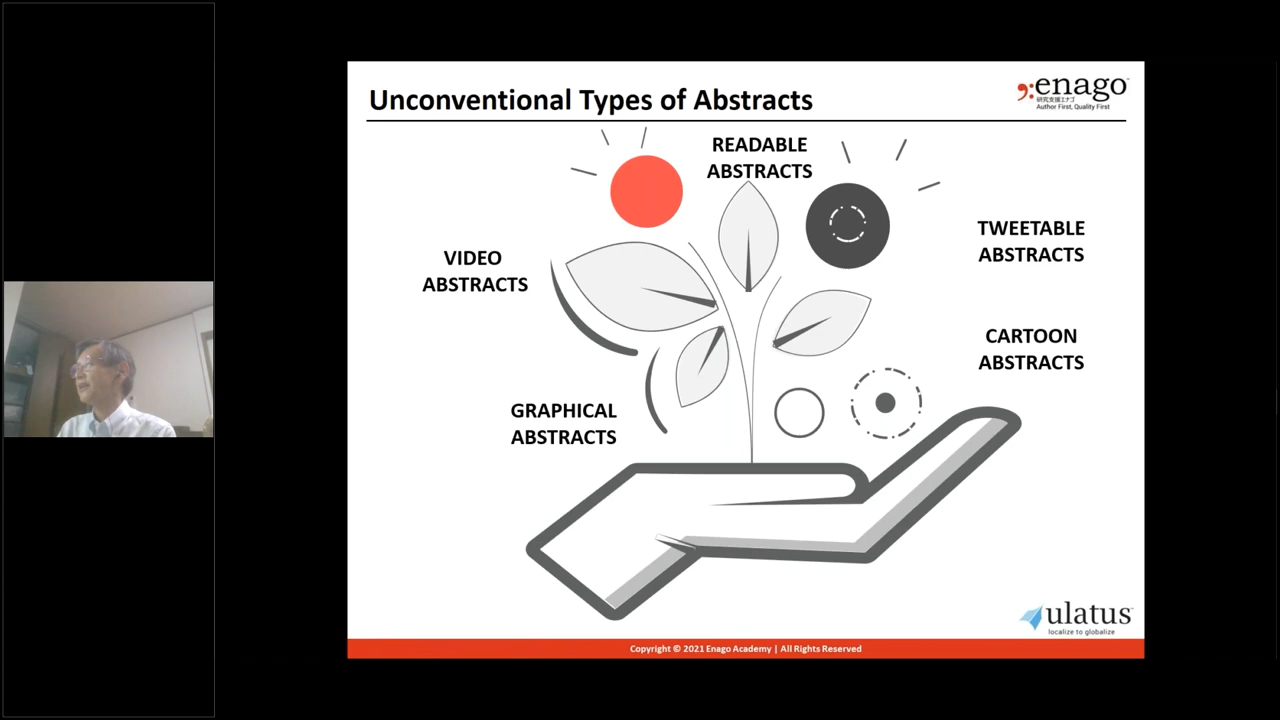 Unconventional Types of Abstracts
enago
研究支援エナゴ
Author First, Quality First
READABLE
ABSTRACTS
TWEETABLE
ABSTRACTS
VIDEO
ABSTRACTS
CARTOON
ABSTRACTS
GRAPHICAL
ABSTRACTS
ulatus
localize to globalize
Copyright © 2021 Enago Academy | All Rights Reserved